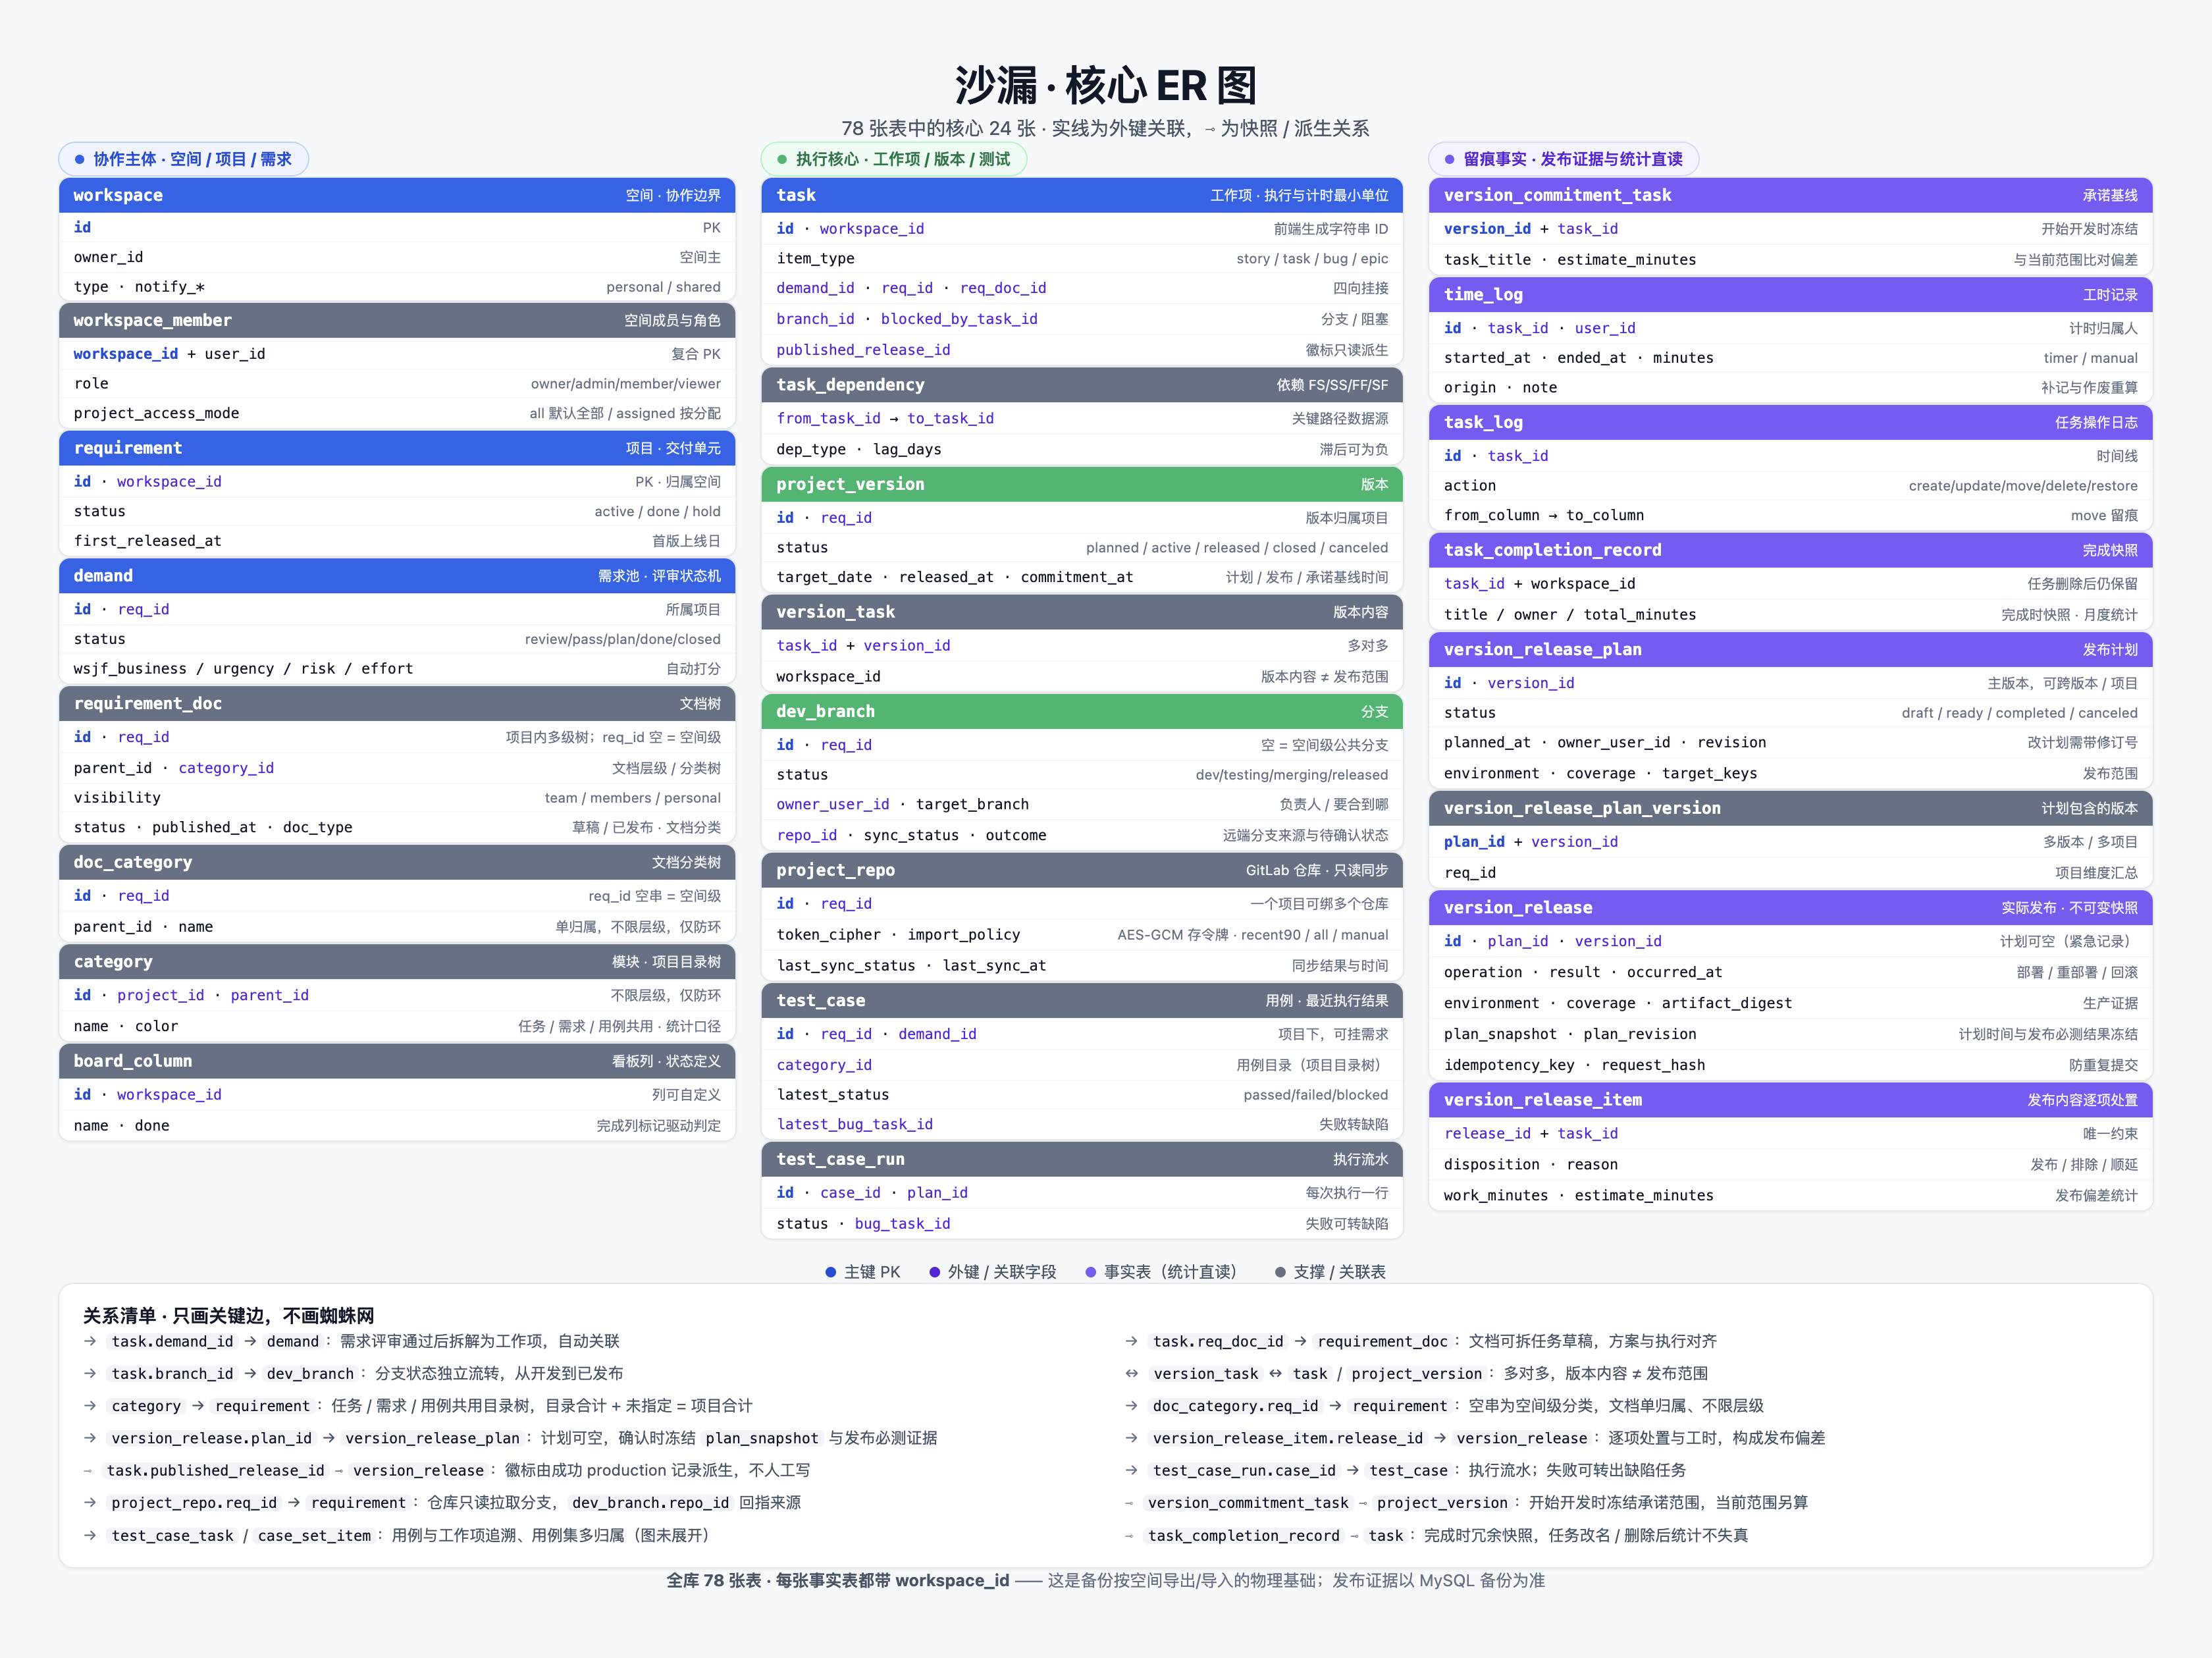 沙漏 · 核心 ER 图
78 张表中的核心 24 张 · 实线为外键关联，⊸ 为快照 / 派生关系
协作主体 · 空间 / 项目 / 需求
workspace 空间 · 协作边界
id PK
owner_id 空间主
type · notify_* personal / shared
workspace_member 空间成员与角色
workspace_id + user_id 复合 PK
role owner/admin/member/viewer
project_access_mode all 默认全部 / assigned 按分配
requirement 项目 · 交付单元
id · workspace_id PK · 归属空间
status active / done / hold
first_released_at 首版上线日
demand 需求池 · 评审状态机
id · req_id 所属项目
status review/pass/plan/done/closed
wsjf_business / urgency / risk / effort 自动打分
requirement_doc 文档树
id · req_id 项目内多级树；req_id 空 = 空间级
parent_id · category_id 文档层级 / 分类树
visibility team / members / personal
status · published_at · doc_type 草稿 / 已发布 · 文档分类
doc_category 文档分类树
id · req_id req_id 空串 = 空间级
parent_id · name 单归属，不限层级，仅防环
category 模块 · 项目目录树
id · project_id · parent_id 不限层级，仅防环
name · color 任务 / 需求 / 用例共用 · 统计口径
board_column 看板列 · 状态定义
id · workspace_id 列可自定义
name · done 完成列标记驱动判定
执行核心 · 工作项 / 版本 / 测试
task 工作项 · 执行与计时最小单位
id · workspace_id 前端生成字符串 ID
item_type story / task / bug / epic
demand_id · req_id · req_doc_id 四向挂接
branch_id · blocked_by_task_id 分支 / 阻塞
published_release_id 徽标只读派生
task_dependency 依赖 FS/SS/FF/SF
from_task_id → to_task_id 关键路径数据源
dep_type · lag_days 滞后可为负
project_version 版本
id · req_id 版本归属项目
status planned / active / released / closed / canceled
target_date · released_at · commitment_at 计划 / 发布 / 承诺基线时间
version_task 版本内容
task_id + version_id 多对多
workspace_id 版本内容 ≠ 发布范围
dev_branch 分支
id · req_id 空 = 空间级公共分支
status dev/testing/merging/released
owner_user_id · target_branch 负责人 / 要合到哪
repo_id · sync_status · outcome 远端分支来源与待确认状态
project_repo GitLab 仓库 · 只读同步
id · req_id 一个项目可绑多个仓库
token_cipher · import_policy AES-GCM 存令牌 · recent90 / all / manual
last_sync_status · last_sync_at 同步结果与时间
test_case 用例 · 最近执行结果
id · req_id · demand_id 项目下，可挂需求
category_id 用例目录（项目目录树）
latest_status passed/failed/blocked
latest_bug_task_id 失败转缺陷
test_case_run 执行流水
id · case_id · plan_id 每次执行一行
status · bug_task_id 失败可转缺陷
留痕事实 · 发布证据与统计直读
version_commitment_task 承诺基线
version_id + task_id 开始开发时冻结
task_title · estimate_minutes 与当前范围比对偏差
time_log 工时记录
id · task_id · user_id 计时归属人
started_at · ended_at · minutes timer / manual
origin · note 补记与作废重算
task_log 任务操作日志
id · task_id 时间线
action create/update/move/delete/restore
from_column → to_column move 留痕
task_completion_record 完成快照
task_id + workspace_id 任务删除后仍保留
title / owner / total_minutes 完成时快照 · 月度统计
version_release_plan 发布计划
id · version_id 主版本，可跨版本 / 项目
status draft / ready / completed / canceled
planned_at · owner_user_id · revision 改计划需带修订号
environment · coverage · target_keys 发布范围
version_release_plan_version 计划包含的版本
plan_id + version_id 多版本 / 多项目
req_id 项目维度汇总
version_release 实际发布 · 不可变快照
id · plan_id · version_id 计划可空（紧急记录）
operation · result · occurred_at 部署 / 重部署 / 回滚
environment · coverage · artifact_digest 生产证据
plan_snapshot · plan_revision 计划时间与发布必测结果冻结
idempotency_key · request_hash 防重复提交
version_release_item 发布内容逐项处置
release_id + task_id 唯一约束
disposition · reason 发布 / 排除 / 顺延
work_minutes · estimate_minutes 发布偏差统计
主键 PK 外键 / 关联字段 事实表（统计直读） 支撑 / 关联表
关系清单 · 只画关键边，不画蜘蛛网
→ task.demand_id → demand：需求评审通过后拆解为工作项，自动关联
→ task.req_doc_id → requirement_doc：文档可拆任务草稿，方案与执行对齐
→ task.branch_id → dev_branch：分支状态独立流转，从开发到已发布
↔ version_task ↔ task / project_version：多对多，版本内容 ≠ 发布范围
→ category → requirement：任务 / 需求 / 用例共用目录树，目录合计 + 未指定 = 项目合计
→ doc_category.req_id → requirement：空串为空间级分类，文档单归属、不限层级
→ version_release.plan_id → version_release_plan：计划可空，确认时冻结 plan_snapshot 与发布必测证据
→ version_release_item.release_id → version_release：逐项处置与工时，构成发布偏差
⊸ task.published_release_id ⊸ version_release：徽标由成功 production 记录派生，不人工写
→ test_case_run.case_id → test_case：执行流水；失败可转出缺陷任务
→ project_repo.req_id → requirement：仓库只读拉取分支，dev_branch.repo_id 回指来源
⊸ version_commitment_task ⊸ project_version：开始开发时冻结承诺范围，当前范围另算
→ test_case_task / case_set_item：用例与工作项追溯、用例集多归属（图未展开）
⊸ task_completion_record ⊸ task：完成时冗余快照，任务改名 / 删除后统计不失真
全库 78 张表 · 每张事实表都带 workspace_id —— 这是备份按空间导出/导入的物理基础；发布证据以 MySQL 备份为准